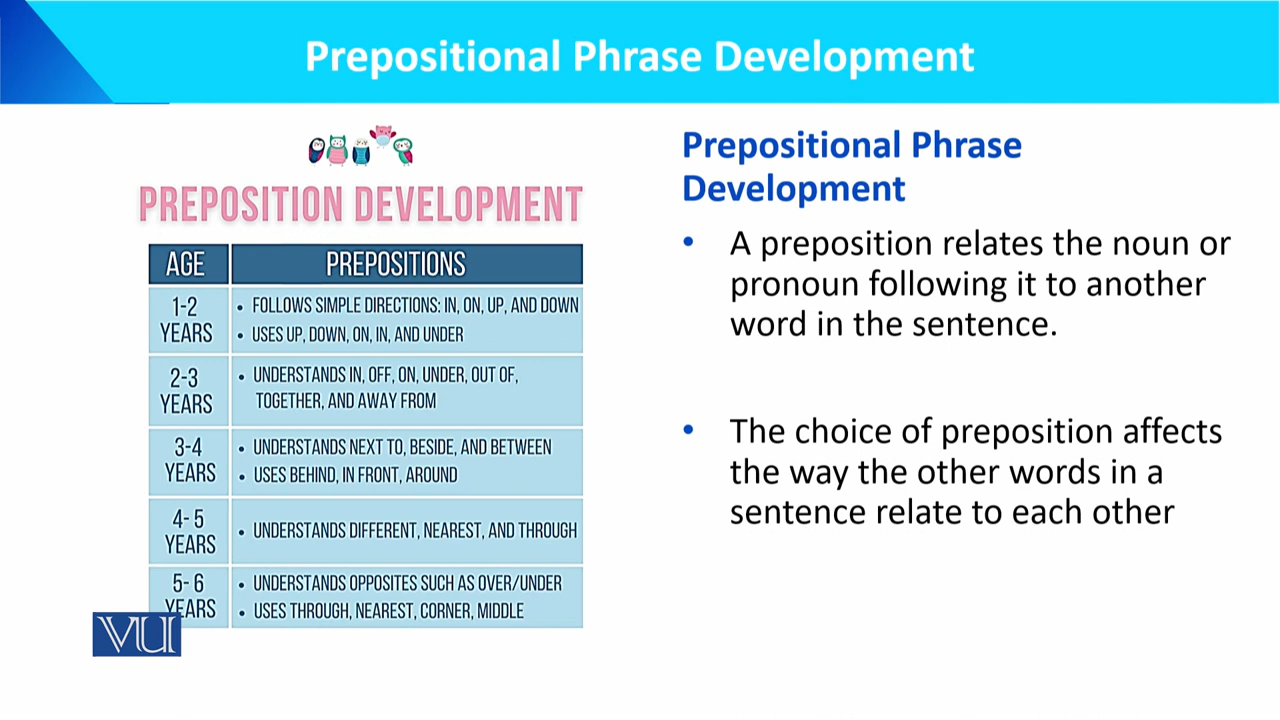 Prepositional Phrase Development
PREPOSITION DEVELOPMENT
AGE PREPOSITIONS
1-2 YEARS
• FOLLOWS SIMPLE DIRECTIONS: IN, ON, UP, AND DOWN
• USES UP, DOWN, ON, IN, AND UNDER
2-3 YEARS
• UNDERSTANDS IN, OFF, ON, UNDER, OUT OF,
TOGETHER, AND AWAY FROM
3-4 YEARS
• UNDERSTANDS NEXT TO, BESIDE, AND BETWEEN
• USES BEHIND, IN FRONT, AROUND
4-5 YEARS
• UNDERSTANDS DIFFERENT, NEAREST, AND THROUGH
5-6 YEARS
• UNDERSTANDS OPPOSITES SUCH AS OVER/UNDER
• USES THROUGH, NEAREST, CORNER, MIDDLE
VU
Prepositional Phrase
Development
• A preposition relates the noun or
pronoun following it to another
word in the sentence.
• The choice of preposition affects
the way the other words in a
sentence relate to each other